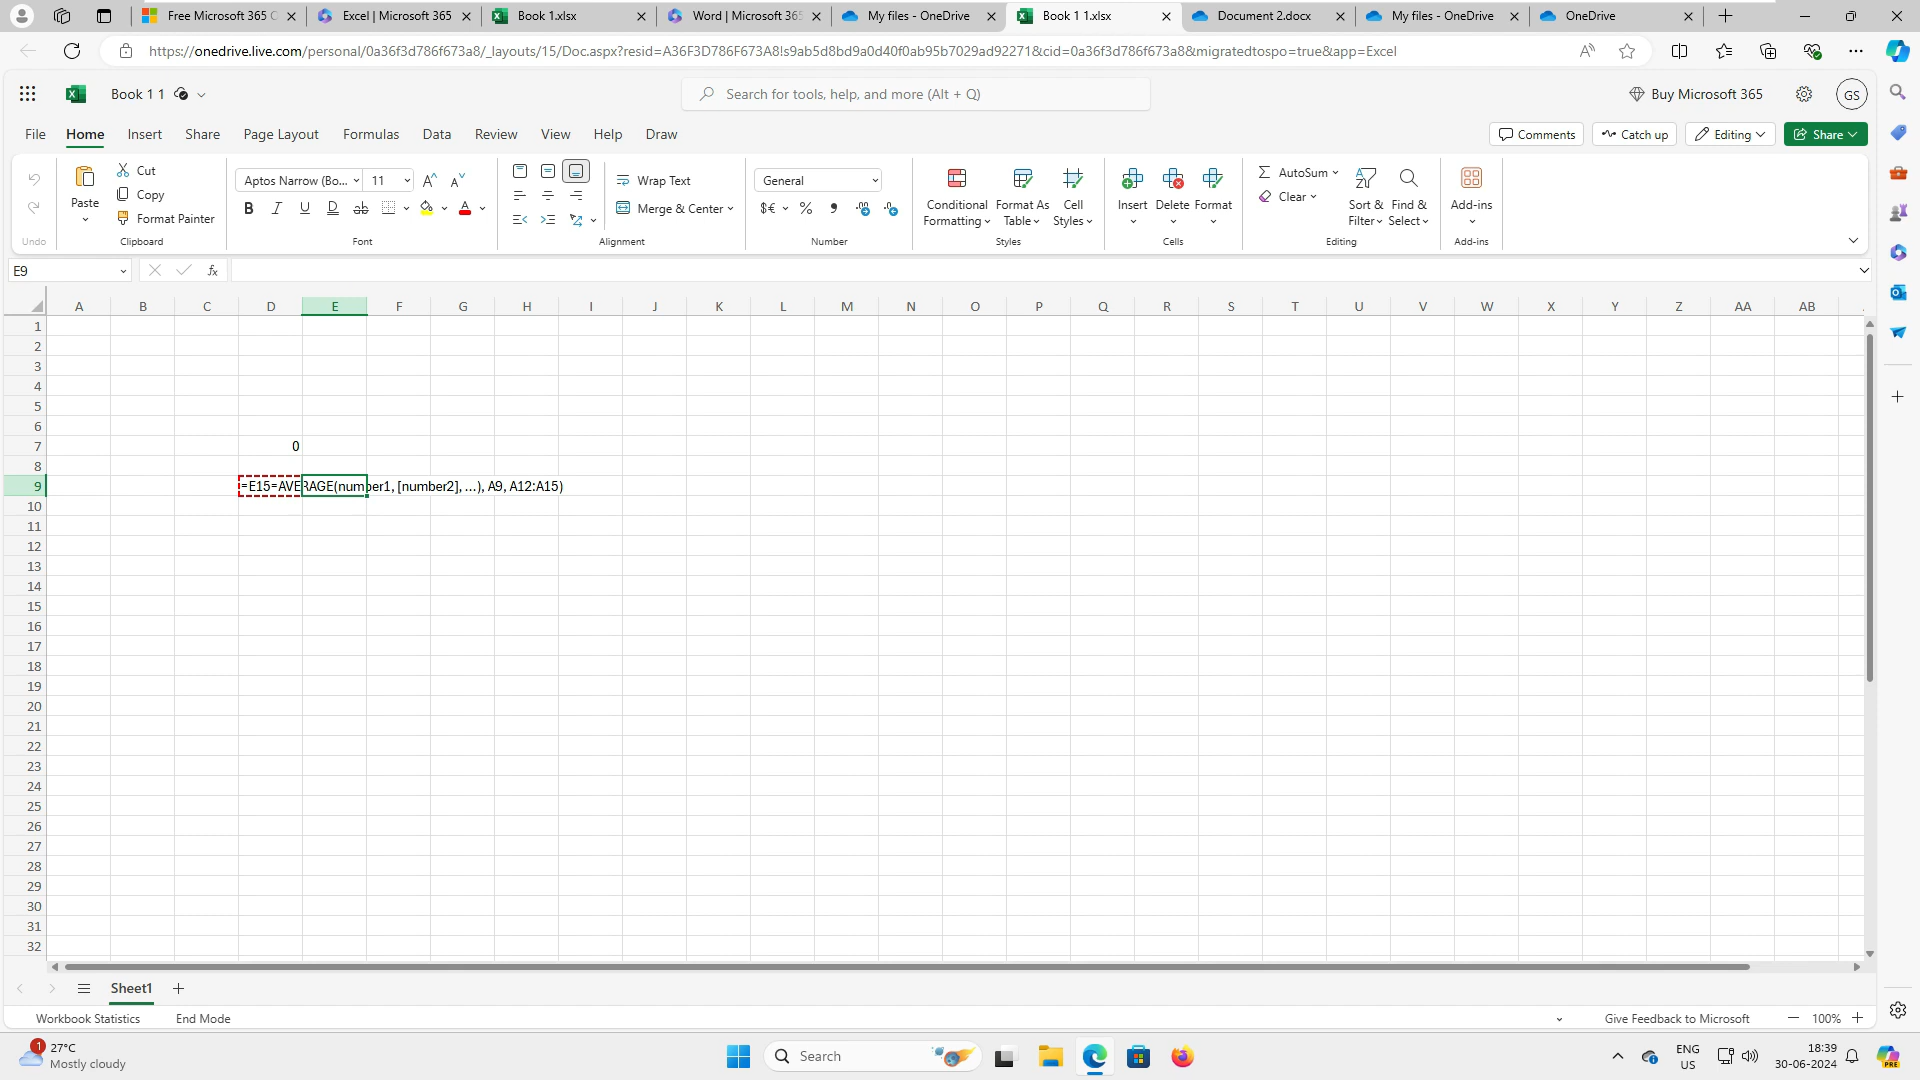 Free Microsoft 365 C
Excel | Microsoft 365
Book 1.xlsx
Word | Microsoft 365
My files - OneDrive
Book 1 1.xlsx
Document 2.docx
My files - OneDrive
OneDrive
https://onedrive.live.com/personal/0a36f3d786f673a8/_layouts/15/Doc.aspx?resid=A36F3D786F673A8!s9ab5d8bd9a0d40f0ab95b7029ad92271&cid=0a36f3d786f673a8&migratedtospo=true&app=Excel
Book 1 1
Search for tools, help, and more (Alt + Q)
Buy Microsoft 365
GS
File Home Insert Share Page Layout Formulas Data Review View Help Draw
Comments Catch up Editing Share
Paste
Cut
Copy
Format Painter
Aptos Narrow (Bo... 11
B I U D ab A
Wrap Text
Merge & Center
General
$€ % 9
Conditional Formatting
Format As Table
Cell Styles
Insert Delete Format
AutoSum
Clear
Sort & Filter
Find & Select
Add-ins
Undo Clipboard Font Alignment Number Styles Cells Editing Add-ins
E9
fx
A B C D E F G H I J K L M N O P Q R S T U V W X Y Z AA AB
1
2
3
4
5
6
7 0
8
9 =E15=AVERAGE(number1, [number2], ...), A9, A12:A15)
10
11
12
13
14
15
16
17
18
19
20
21
22
23
24
25
26
27
28
29
30
31
32
Sheet1
Workbook Statistics End Mode
Give Feedback to Microsoft
100%
1
27°C
Mostly cloudy
Search
ENG
US
18:39
30-06-2024
PRE